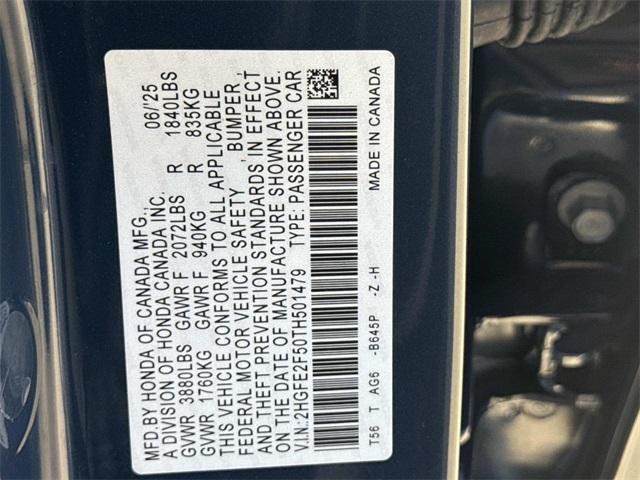 MFD.BY HONDA OF CANADA MFG., 06/'25
A DIVISION OF HONDA CANADA INC.
GVWR 3880LBS GAWR F 2072LBS R 1840LBS
GVWR 1760KG GAWR F 940KG R 835KG
THIS VEHICLE CONFORMS TO ALL APPLICABLE
FEDERAL MOTOR VEHICLE SAFETY , BUMPER ,
AND THEFT PREVENTION STANDARDS IN EFFECT
ON THE DATE OF MANUFACTURE SHOWN ABOVE.
V.I.N.:2HGFE2F50TH501479 TYPE: PASSENGER CAR
T56 T AG6 -B645P -Z -H MADE IN CANADA